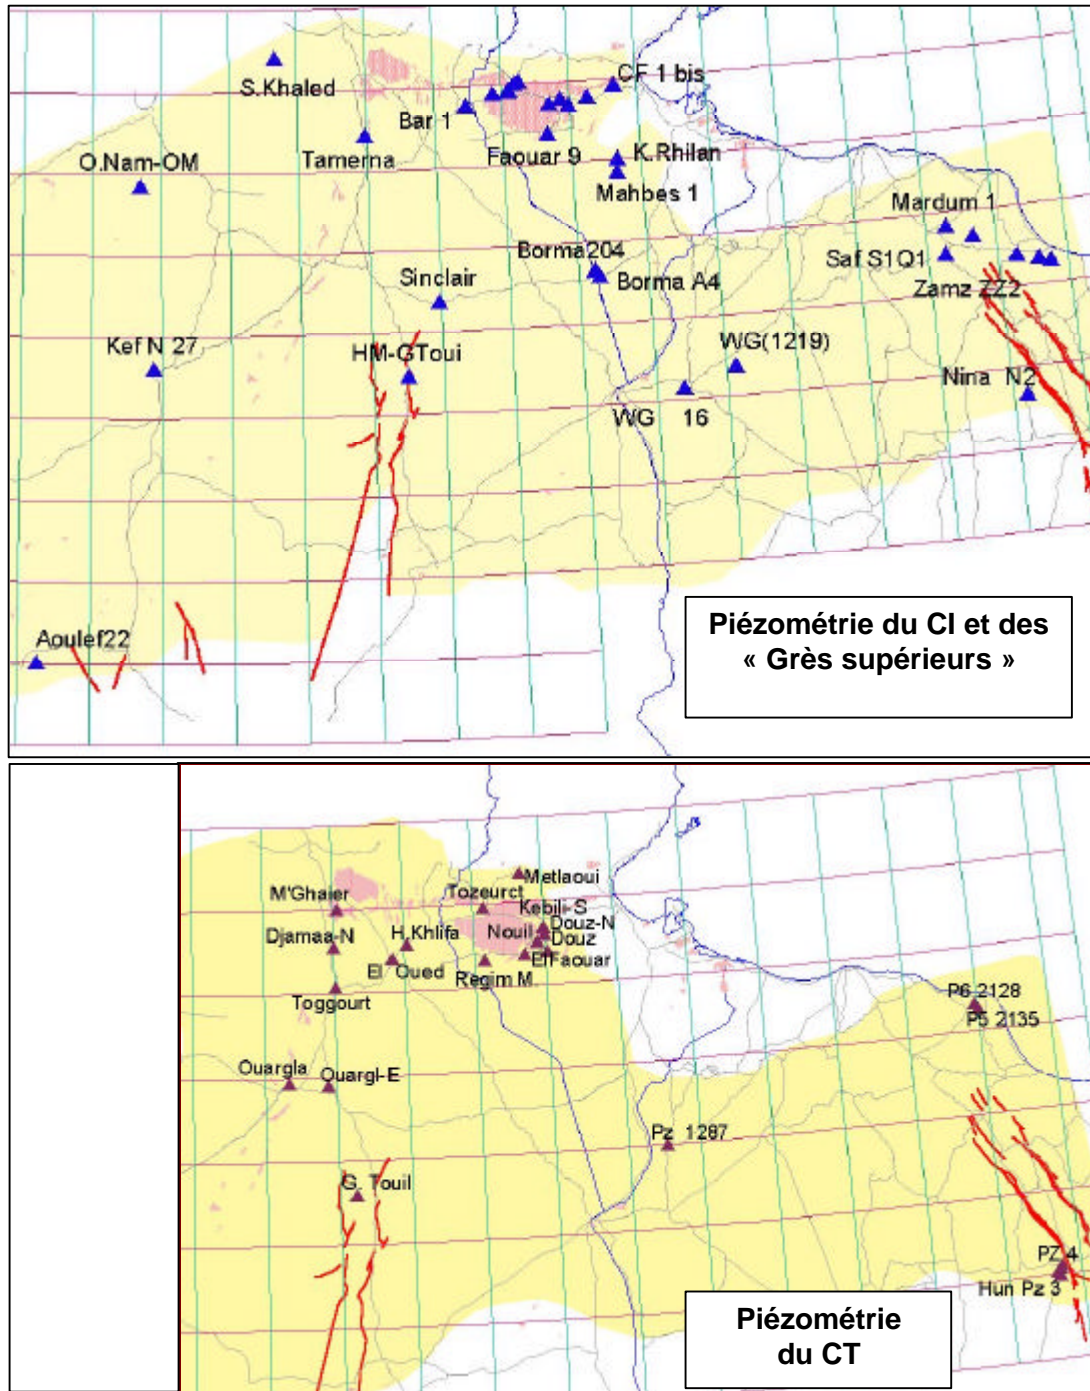 S.Khaled
CF 1 bis
Bar 1
O.Nam-OM
Tamerna
Faouar 9
K.Rhilan
Mahbes 1
Mardum 1
Borma204
Saf S1Q1
Sinclair
Borma A4
Zamz ZZ2
Kef N 27
HM-GToui
WG(1219)
Nina N2
WG 16
Aoulef22
Piézométrie du CI et des
« Grès supérieurs »
Metlaoui
M'Ghaier
Tozeurct
Kebili-S
Douz-N
Djamaa-N
H.Khlifa
Nouil
Douz
El Oued
Regim M.
ElFaouar
Toggourt
P6 2128
P5 2135
Ouargla
Ouargl-E
Pz 1287
G. Touil
PZ 4
Hun Pz 3
Piézométrie
du CT